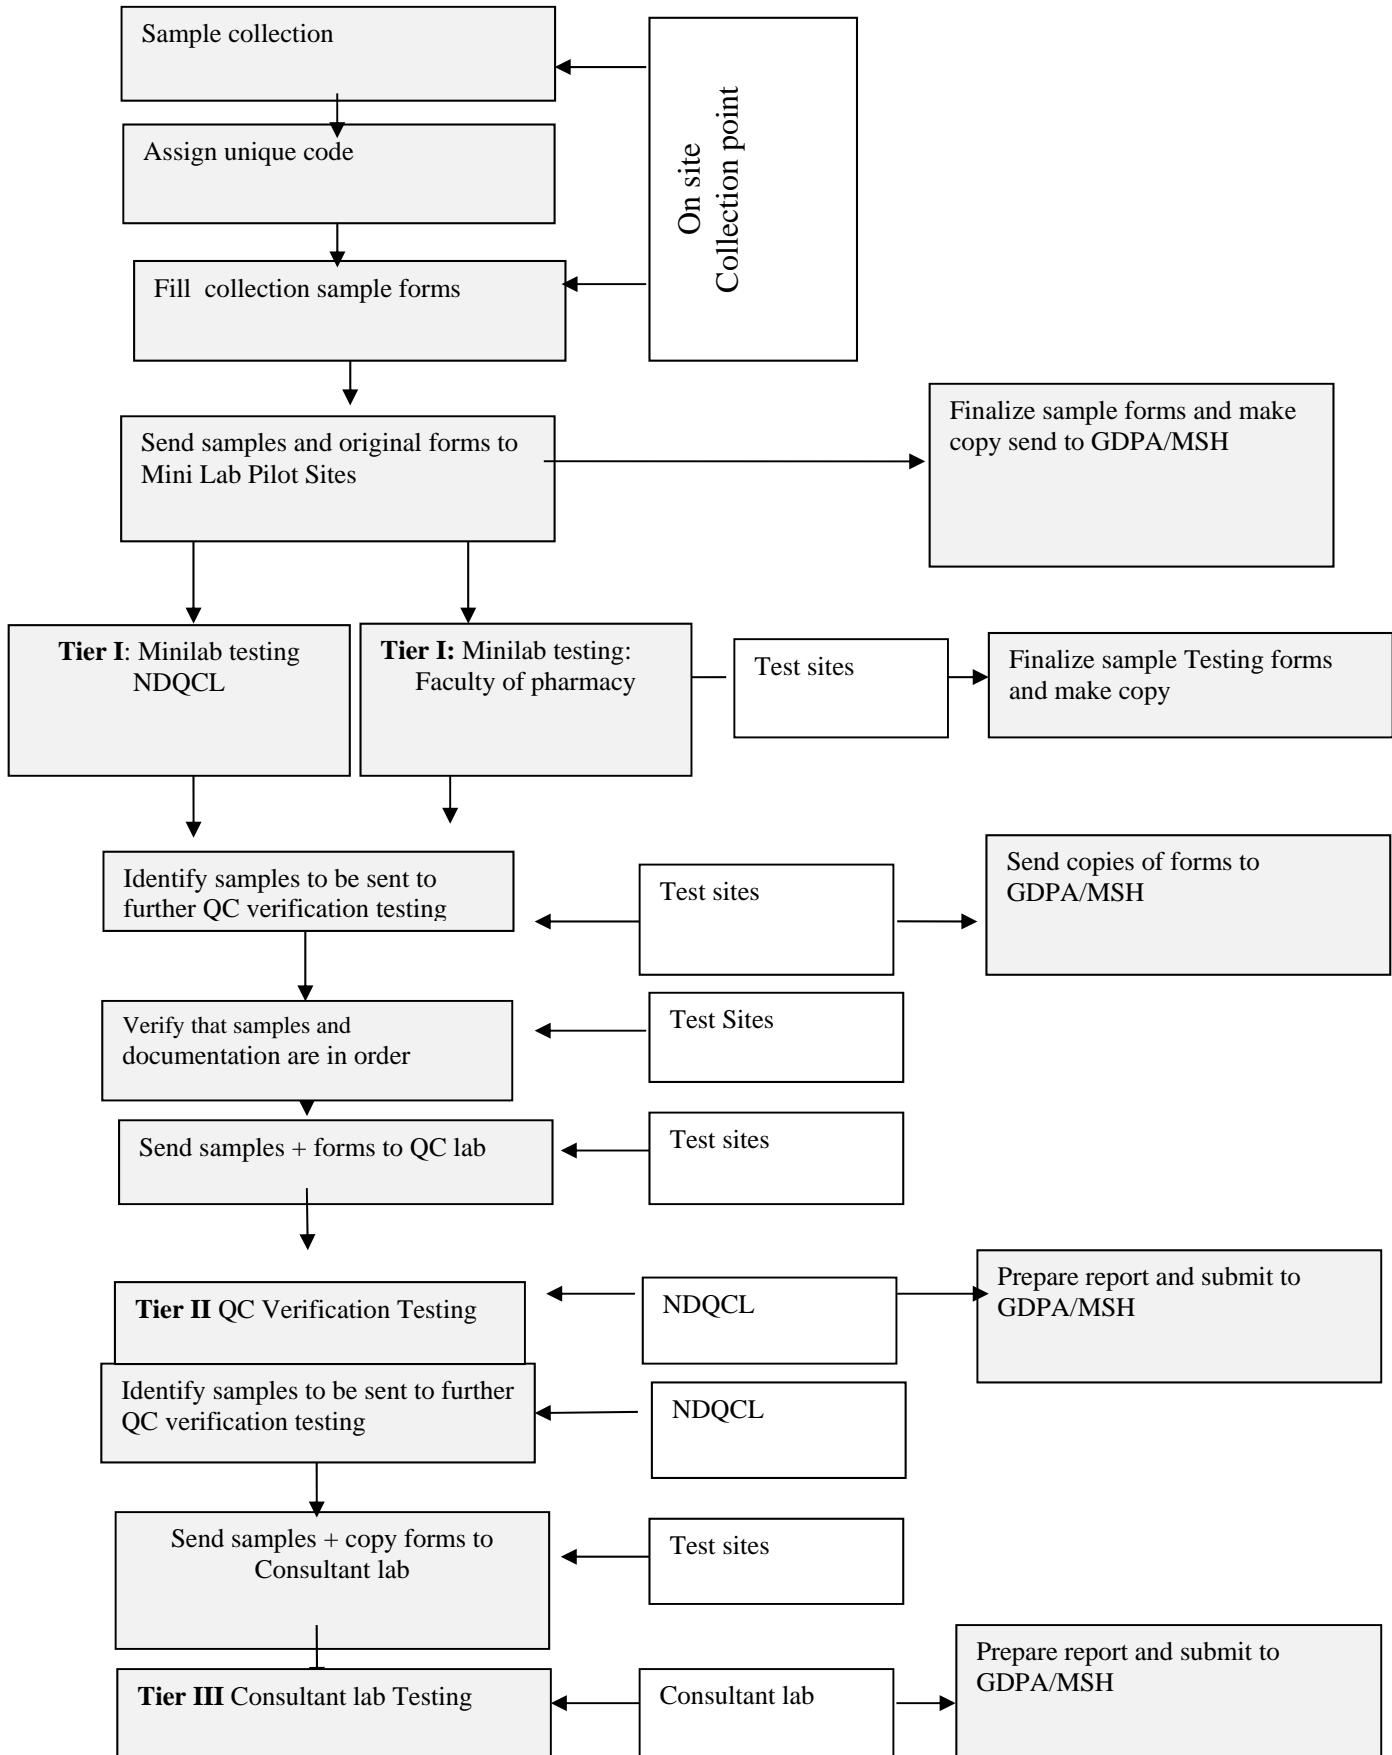 Sample collection
Assign unique code
On site
Collection point
Fill  collection sample forms
Send samples and original forms to
Mini Lab Pilot Sites
Finalize sample forms and make
copy send to GDPA/MSH
Tier I: Minilab testing
NDQCL
Tier I: Minilab testing:
Faculty of pharmacy
Test sites
Finalize sample Testing forms
and make copy
Identify samples to be sent to
further QC verification testing
Test sites
Send copies of forms to
GDPA/MSH
Verify that samples and
documentation are in order
Test Sites
Send samples + forms to QC lab
Test sites
Tier II QC Verification Testing
NDQCL
Prepare report and submit to
GDPA/MSH
Identify samples to be sent to further
QC verification testing
NDQCL
Send samples + copy forms to
Consultant lab
Test sites
Tier III Consultant lab Testing
Consultant lab
Prepare report and submit to
GDPA/MSH